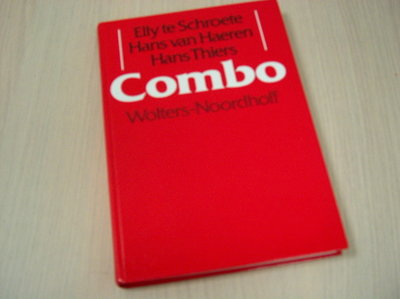 Elly te Schroete
Hans van Haeren
Hans Thiers
Combo
Wolters-Noordhoff